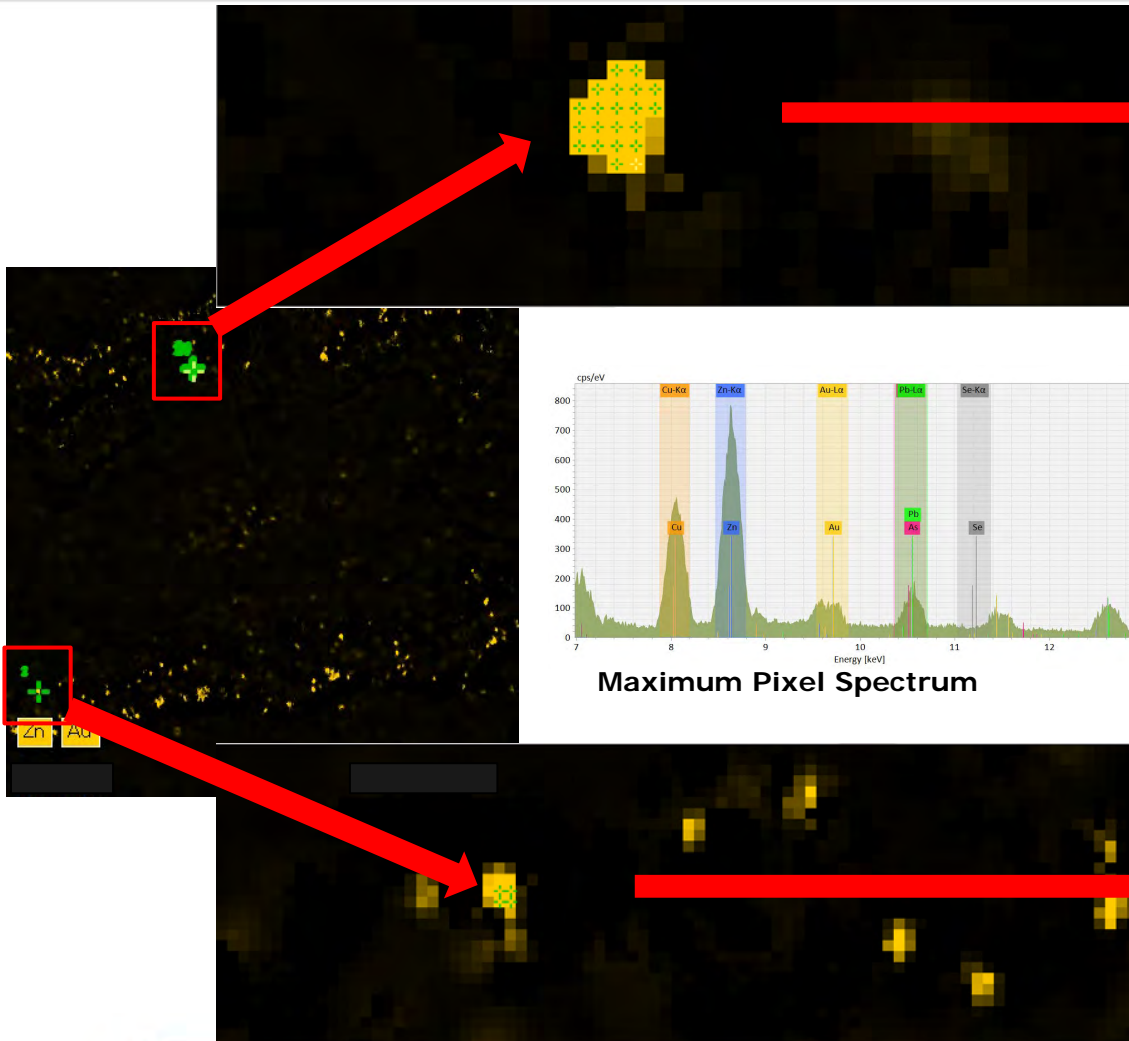 cps/eV
Cu-Kα Zn-Kα Au-Lα Pb-Lα Se-Kα
800
700
600
500
400
300
200
100
0
Pb
Cu Zn Au As Se
7 8 9 10 11 12
Energy [keV]
Maximum Pixel Spectrum
Zn Au